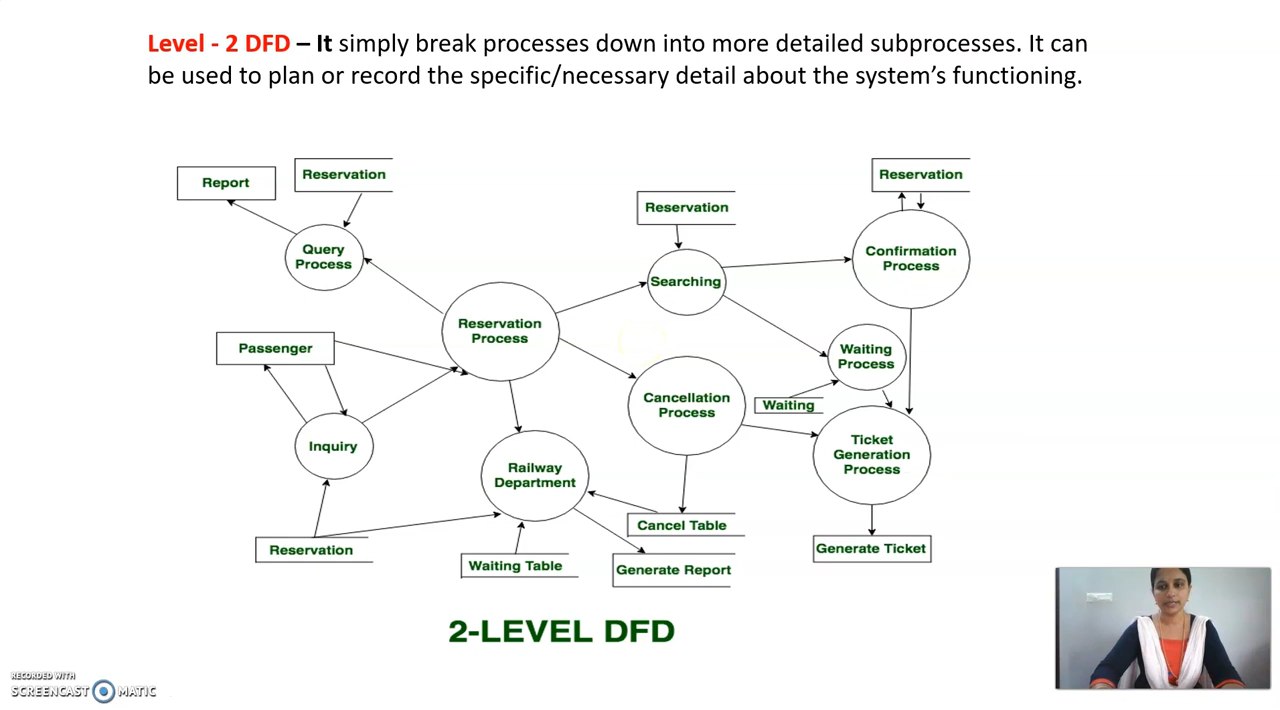 Level - 2 DFD – It simply break processes down into more detailed subprocesses. It can
be used to plan or record the specific/necessary detail about the system’s functioning.
Report
Reservation
Reservation
Reservation
Query
Process
Confirmation
Process
Searching
Reservation
Process
Passenger
Waiting
Process
Cancellation
Process
Waiting
Inquiry
Ticket
Generation
Process
Railway
Department
Cancel Table
Reservation
Generate Ticket
Waiting Table
Generate Report
2-LEVEL DFD
RECORDED WITH
SCREENCAST MATIC